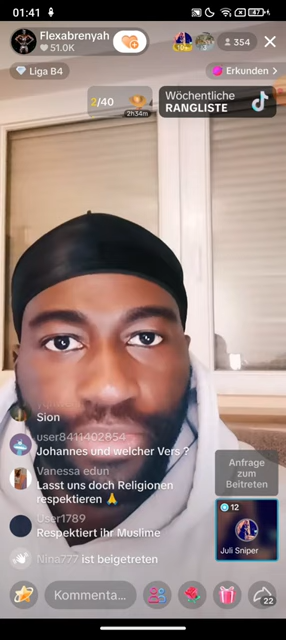 01:41
47
Flexabrenyah
51.0K
354
Liga B4
Erkunden >
2/40
2h34m
Wöchentliche
RANGLISTE
Sion
user8411402854
Johannes und welcher Vers ?
Vanessa edun
Lasst uns doch Religionen
respektieren 🙏
User1789
Respektiert ihr Muslime
Nina777 ist beigetreten
Anfrage
zum
Beitreten
12
Juli Sniper
Kommenta...
22